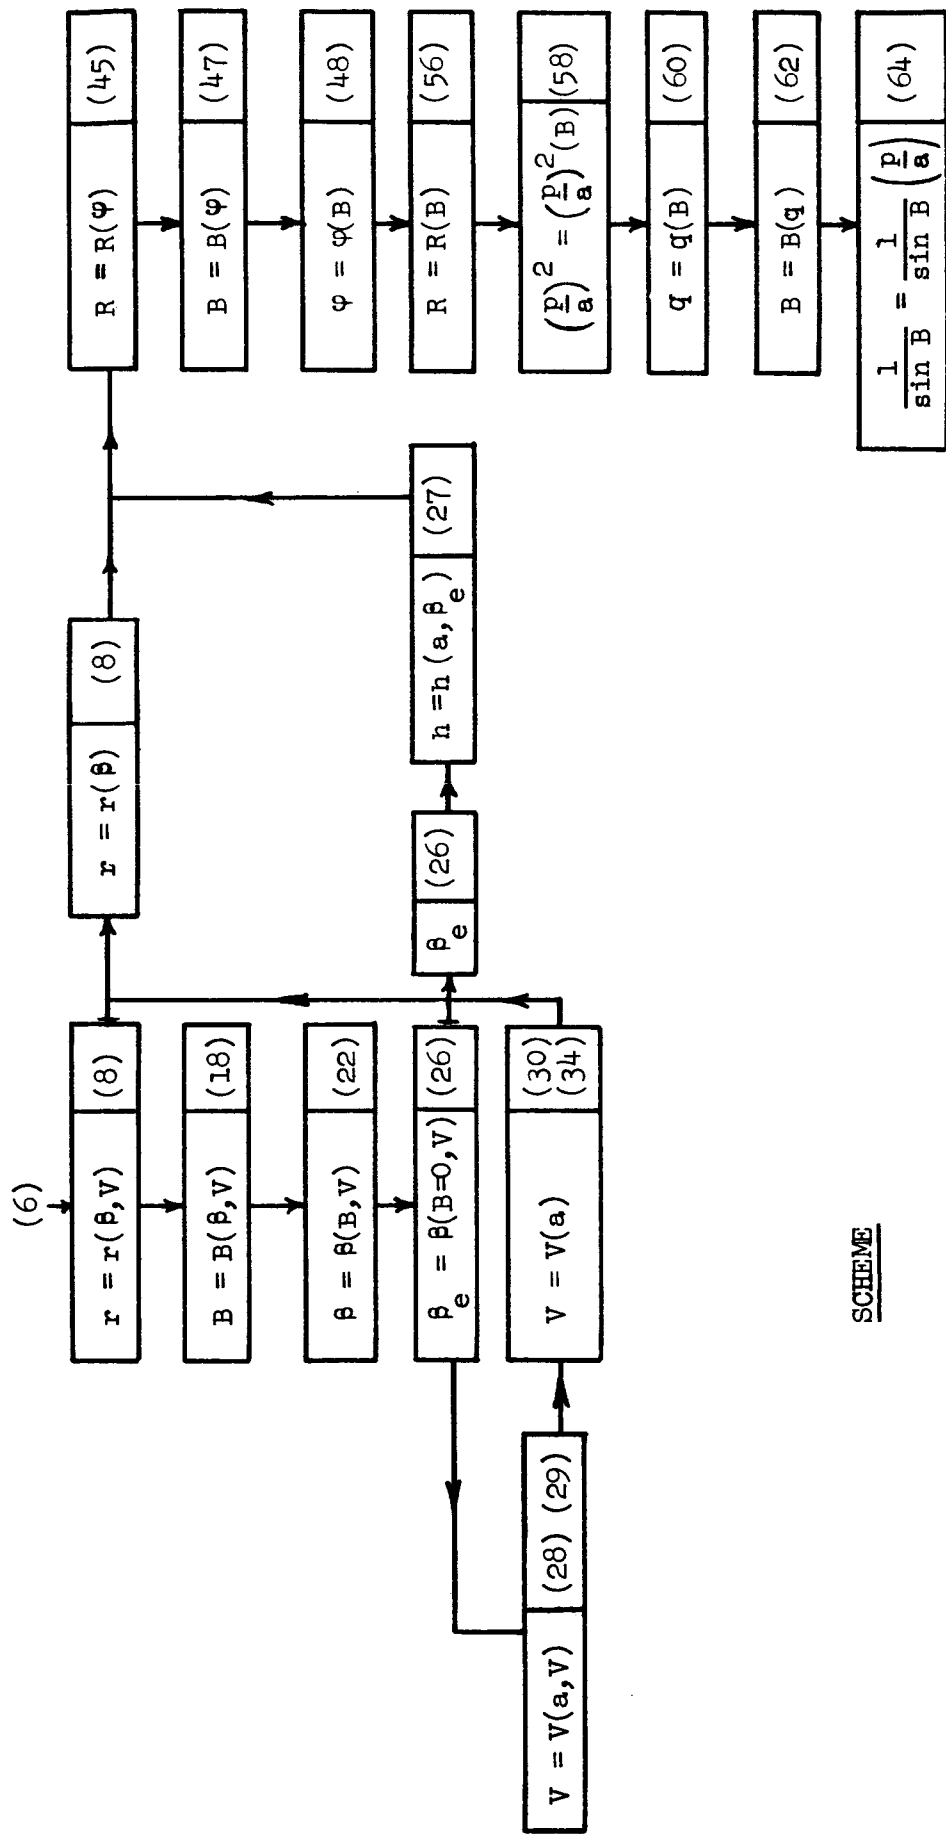 (6)
r = r(β,V) (8)
B = B(β,V) (18)
β = β(B,V) (22)
β_e = β(B=0,V) (26)
V = V(a,V) (28) (29)
V = V(a) (30)
(34)
r = r(β) (8)
β_e (26)
n =n(a,β_e) (27)
R = R(φ) (45)
B = B(φ) (47)
φ = φ(B) (48)
R = R(B) (56)
(p/a)^2 = (p/a)^2 (B) (58)
q = q(B) (60)
B = B(q) (62)
1/sin B = 1/sin B (p/a) (64)
SCHEME